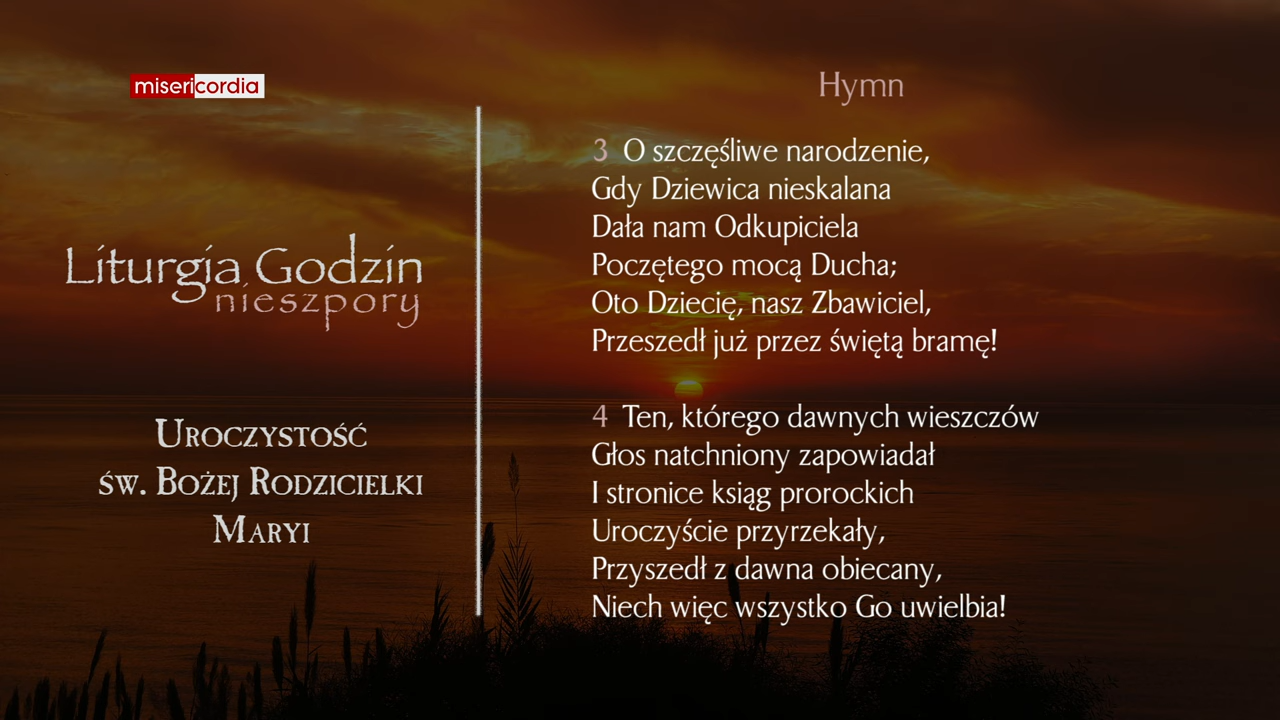 misericordia
Liturgia Godzin
nieszpory
Uroczystość
św. Bożej Rodzicielki
Maryi
Hymn
3 O szczęśliwe narodzenie,
Gdy Dziewica nieskalana
Dała nam Odkupiciela
Poczętego mocą Ducha;
Oto Dziecię, nasz Zbawiciel,
Przeszedł już przez świętą bramę!
4 Ten, którego dawnych wieszczów
Głos natchniony zapowiadał
I stronice ksiąg prorockich
Uroczyście przyrzekały,
Przyszedł z dawna obiecany,
Niech więc wszystko Go uwielbia!